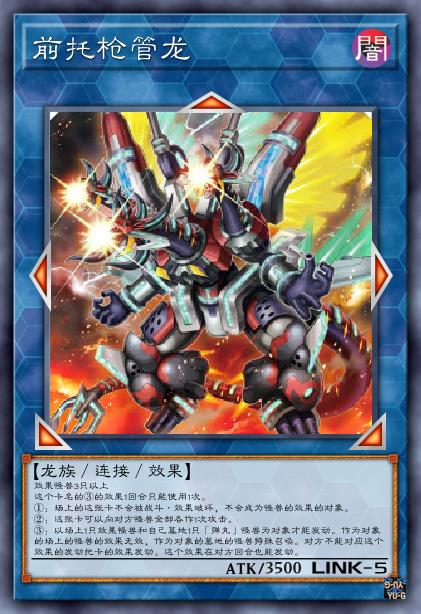 前托枪管龙
闇
【龙族／连接／效果】
效果怪兽3只以上
这个卡名的③的效果1回合只能使用1次。
①：场上的这张卡不会被战斗·效果破坏，不会成为怪兽的效果的对象。
②：这张卡可以向对方怪兽全部各作1次攻击。
③：以场上1只效果怪兽和自己墓地1只「弹丸」怪兽为对象才能发动。作为对象
的场上的怪兽的效果无效，作为对象的墓地的怪兽特殊召唤。对方不能对应这个
效果的发动把卡的效果发动。这个效果在对方回合也能发动。
ATK/3500 LINK-5